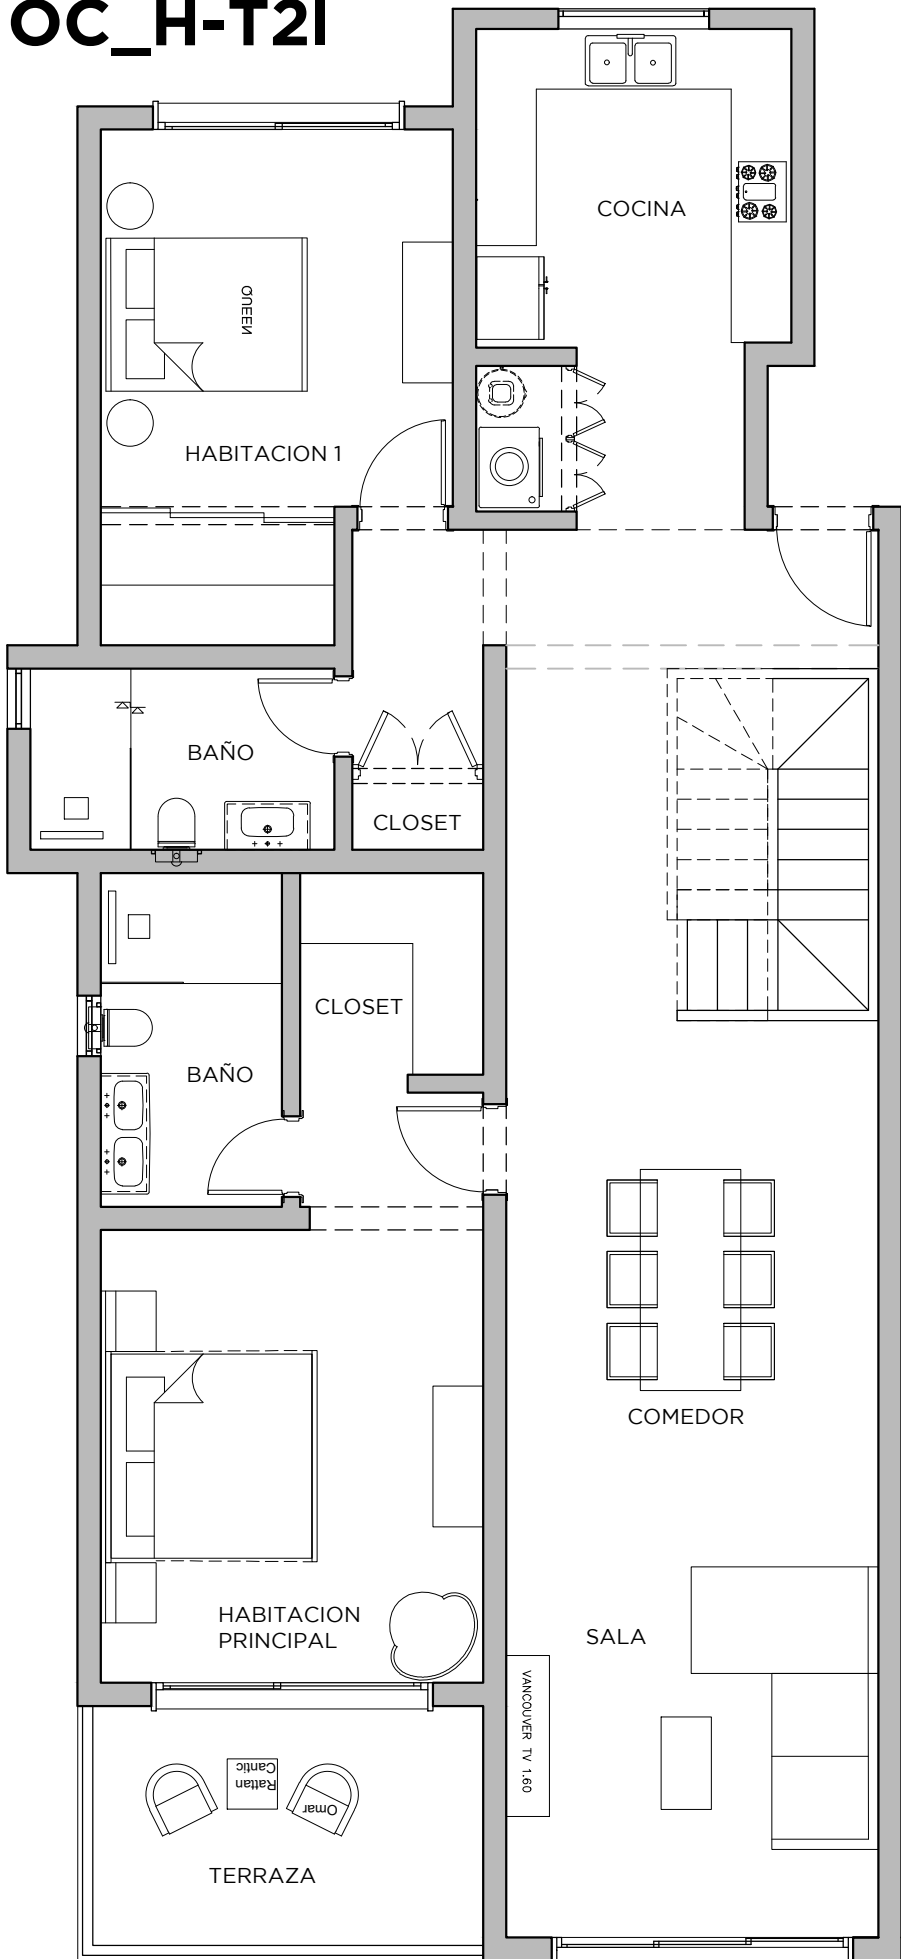 OC_H-T2I
COCINA
QUEEN
HABITACION 1
BAÑO
CLOSET
CLOSET
BAÑO
COMEDOR
HABITACION
PRINCIPAL
SALA
VANCOUVER TV 1.60
Rattan
Cantic
Omar
TERRAZA